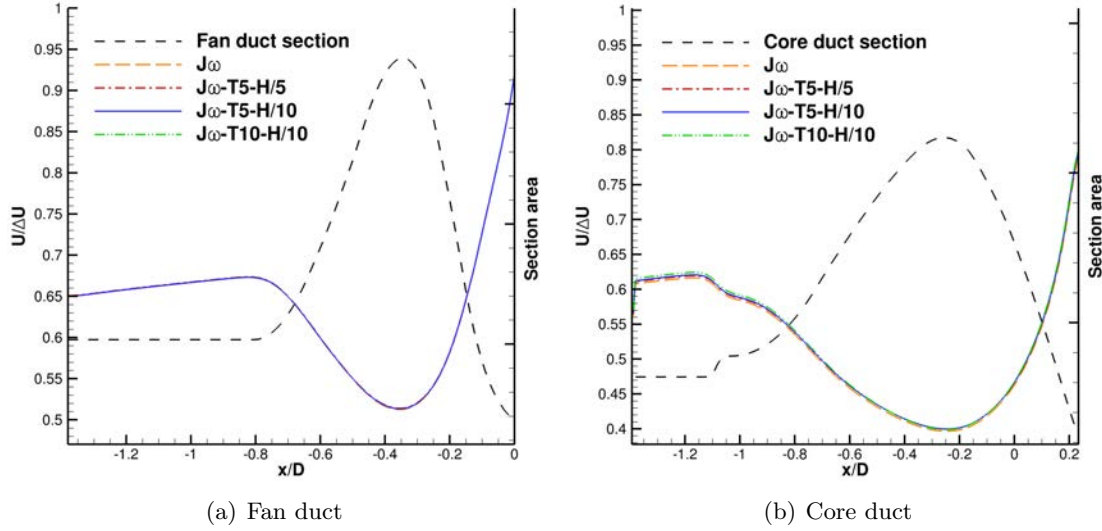 0.95
0.9
0.85
0.8
0.75
0.7
0.65
0.6
0.55
0.5
U/ΔU
Fan duct section
Jω
Jω-T5-H/5
Jω-T5-H/10
Jω-T10-H/10
-1.2
-1
-0.8
-0.6
-0.4
-0.2
0
x/D
Section area
(a) Fan duct
1
0.95
0.9
0.85
0.8
0.75
0.7
0.65
0.6
0.55
0.5
0.45
0.4
U/ΔU
Core duct section
Jω
Jω-T5-H/5
Jω-T5-H/10
Jω-T10-H/10
-1.2
-1
-0.8
-0.6
-0.4
-0.2
0
0.2
x/D
Section area
(b) Core duct